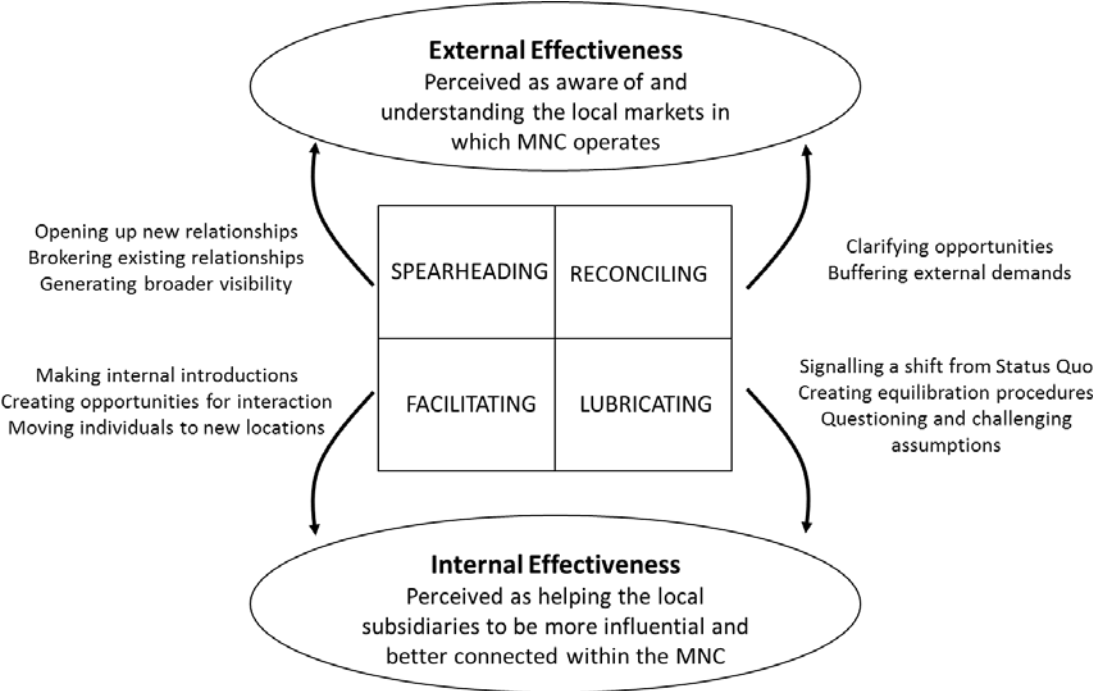 External Effectiveness
Perceived as aware of and
understanding the local markets in
which MNC operates
Opening up new relationships
Brokering existing relationships
Generating broader visibility
SPEARHEADING
RECONCILING
Clarifying opportunities
Buffering external demands
Making internal introductions
Creating opportunities for interaction
Moving individuals to new locations
FACILITATING
LUBRICATING
Signalling a shift from Status Quo
Creating equilibration procedures
Questioning and challenging
assumptions
Internal Effectiveness
Perceived as helping the local
subsidiaries to be more influential and
better connected within the MNC